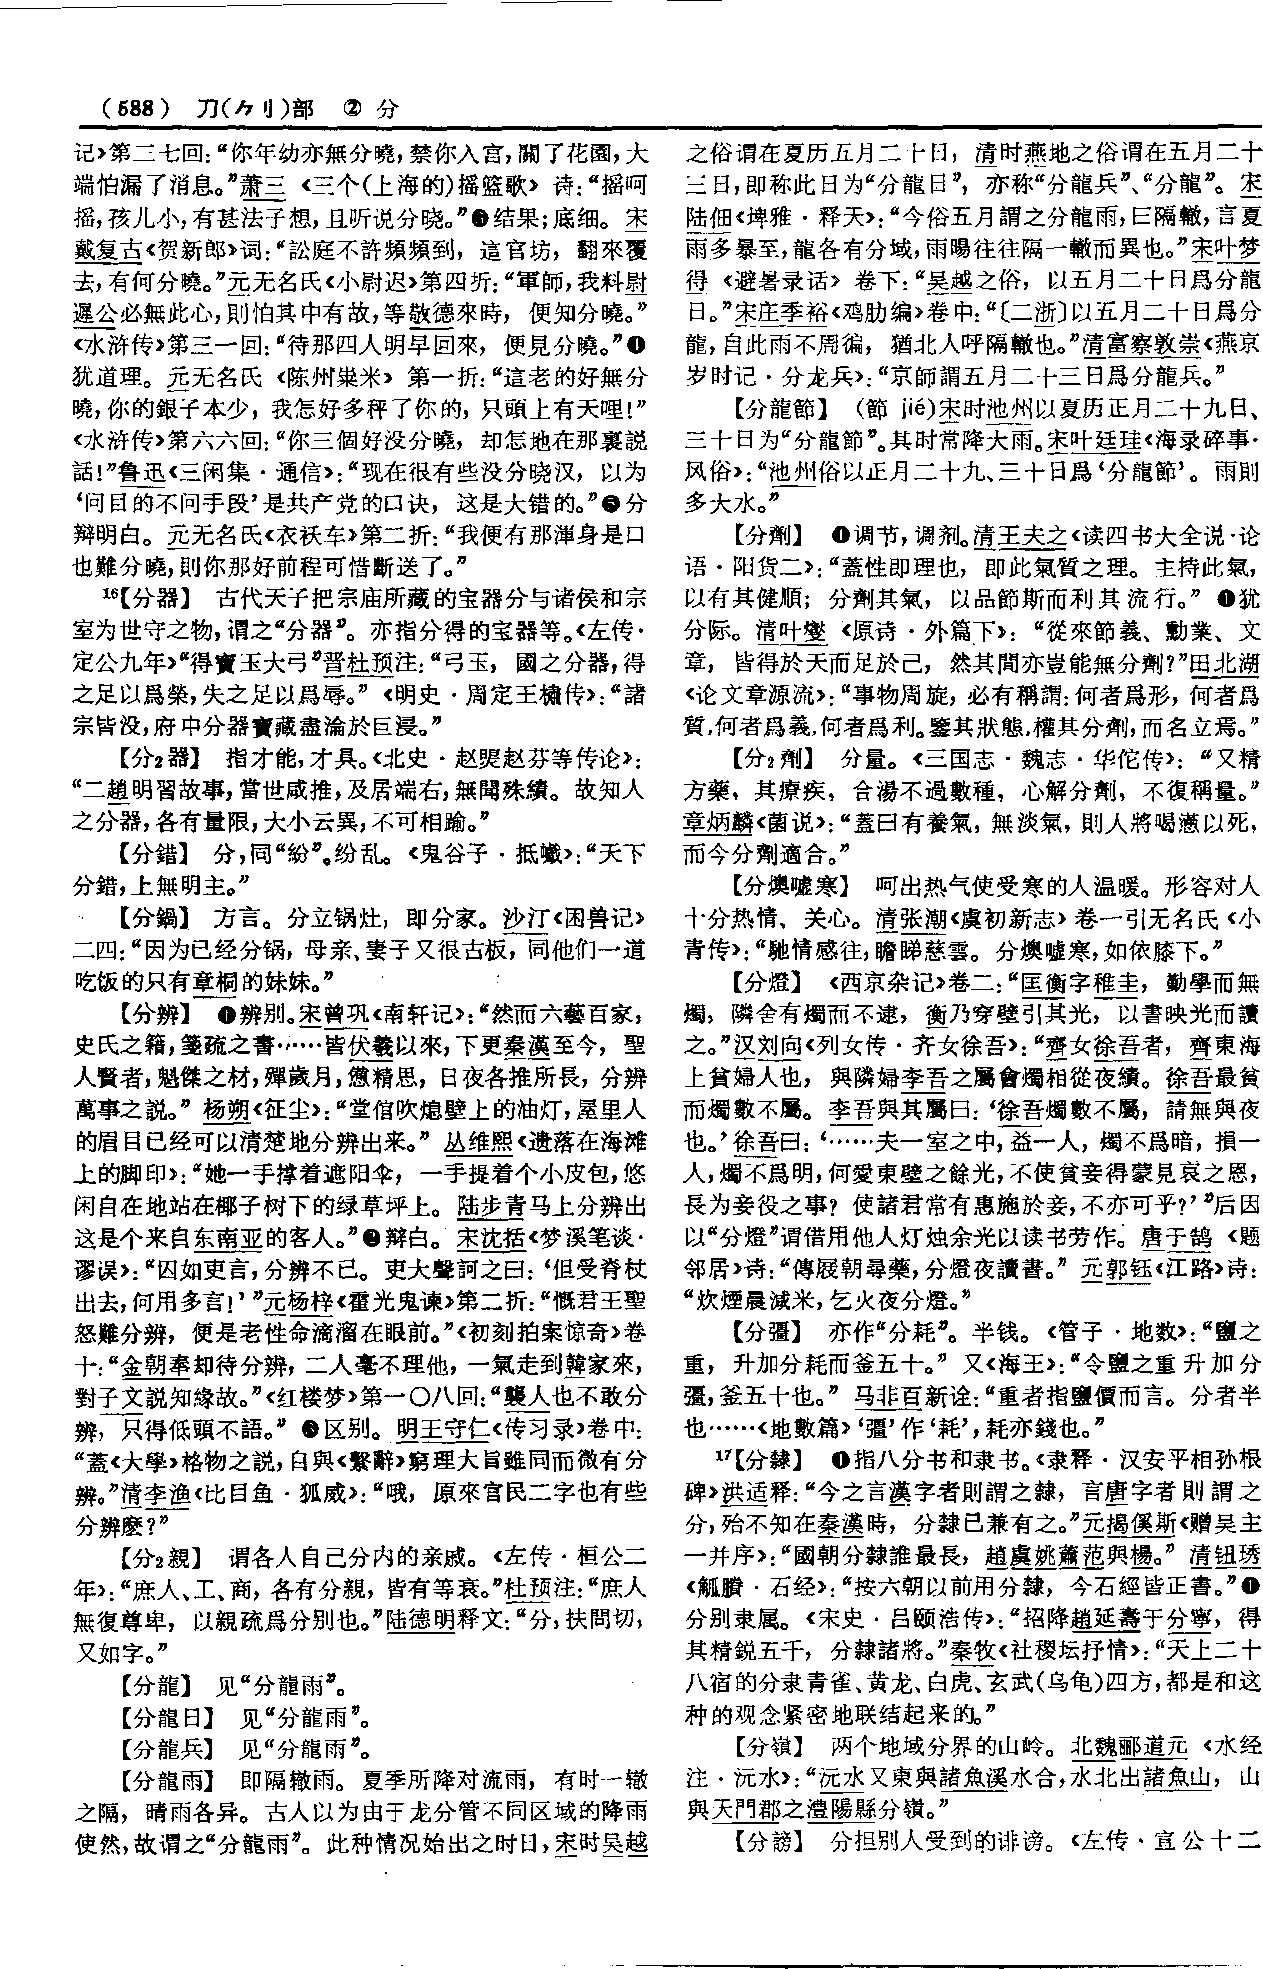 (588) 刀(⺈刂)部 ② 分
记》第二七回:“你年幼亦無分曉,禁你入宫,關了花園,大
端怕漏了消息。”萧三《三个(上海的)摇篮歌》诗:“摇呵
摇,孩儿小,有甚法子想,且听说分晓。”❸结果;底细。宋
戴复古《贺新郎》词:“訟庭不許頻頻到,這官坊,翻來覆
去,有何分曉。”元无名氏《小尉迟》第四折:“軍師,我料尉
遲公必無此心,則怕其中有故,等敬德來時,便知分曉。”
《水浒传》第三一回:“待那四人明早回來,便見分曉。”❹
犹道理。元无名氏《陈州粜米》第一折:“這老的好無分
曉,你的銀子本少,我怎好多秤了你的,只頭上有天哩!”
《水浒传》第六六回:“你三個好没分曉,却怎地在那裏説
話!”鲁迅《三闲集·通信》:“现在很有些没分晓汉,以为
‘问目的不问手段’是共产党的口诀,这是大错的。”❺分
辩明白。元无名氏《衣袄车》第二折:“我便有那渾身是口
也難分曉,則你那好前程可惜斷送了。”
16【分器】 古代天子把宗庙所藏的宝器分与诸侯和宗
室为世守之物,谓之“分器”。亦指分得的宝器等。《左传·
定公九年》“得寶玉大弓”晋杜预注:“弓玉,國之分器,得
之足以爲榮,失之足以爲辱。”《明史·周定王橚传》:“諸
宗皆没,府中分器寶藏盡淪於巨浸。”
【分2器】 指才能,才具。《北史·赵煚赵芬等传论》:
“二趙明習故事,當世咸推,及居端右,無聞殊績。故知人
之分器,各有量限,大小云異,不可相踰。”
【分錯】 分,同“紛”。纷乱。《鬼谷子·抵巇》:“天下
分錯,上無明主。”
【分鍋】 方言。分立锅灶,即分家。沙汀《困兽记》
二四:“因为已经分锅,母亲、妻子又很古板,同他们一道
吃饭的只有章桐的妹妹。”
【分辨】 ❶辨别。宋曾巩《南轩记》:“然而六藝百家,
史氏之籍,箋疏之書……皆伏羲以來,下更秦漢至今,聖
人賢者,魁傑之材,殫歲月,憊精思,日夜各推所長,分辨
萬事之説。”杨朔《征尘》:“堂倌吹熄壁上的油灯,屋里人
的眉目已经可以清楚地分辨出来。”丛维熙《遗落在海滩
上的脚印》:“她一手撑着遮阳伞,一手提着个小皮包,悠
闲自在地站在椰子树下的绿草坪上。陆步青马上分辨出
这是个来自东南亚的客人。”❷辩白。宋沈括《梦溪笔谈·
谬误》:“囚如吏言,分辨不已。吏大聲訶之曰:‘但受脊杖
出去,何用多言!’”元杨梓《霍光鬼谏》第二折:“慨君王聖
怒難分辨,便是老性命滴溜在眼前。”《初刻拍案惊奇》卷
十:“金朝奉却待分辨,二人毫不理他,一氣走到韓家來,
對子文説知缘故。”《红楼梦》第一〇八回:“襲人也不敢分
辨,只得低頭不語。”❸区别。明王守仁《传习录》卷中:
“蓋《大學》格物之説,自與《繫辭》窮理大旨雖同而微有分
辨。”清李渔《比目鱼·狐威》:“哦,原來官民二字也有些
分辨麽?”
【分2親】 谓各人自己分内的亲戚。《左传·桓公二
年》:“庶人、工、商,各有分親,皆有等衰。”杜预注:“庶人
無復尊卑,以親疏爲分别也。”陆德明释文:“分,扶問切,
又如字。”
【分龍】 见“分龍雨”。
【分龍日】 见“分龍雨”。
【分龍兵】 见“分龍雨”。
【分龍雨】 即隔辙雨。夏季所降对流雨,有时一辙
之隔,晴雨各异。古人以为由于龙分管不同区域的降雨
使然,故谓之“分龍雨”。此种情况始出之时日,宋时吴越
之俗谓在夏历五月二十日,清时燕地之俗谓在五月二十
三日,即称此日为“分龍日”,亦称“分龍兵”、“分龍”。宋
陆佃《埤雅·释天》:“今俗五月謂之分龍雨,曰隔轍,言夏
雨多暴至,龍各有分域,雨暘往往隔一轍而異也。”宋叶梦
得《避暑录话》卷下:“吴越之俗,以五月二十日爲分龍
日。”宋庄季裕《鸡肋编》卷中:“〔二浙〕以五月二十日爲分
龍,自此雨不周徧,猶北人呼隔轍也。”清富察敦崇《燕京
岁时记·分龙兵》:“京師謂五月二十三日爲分龍兵。”
【分龍節】 (節 jié)宋时池州以夏历正月二十九日、
三十日为“分龍節”。其时常降大雨。宋叶廷珪《海录碎事·
风俗》:“池州俗以正月二十九、三十日爲‘分龍節’。雨則
多大水。”
【分劑】 ❶调节,调剂。清王夫之《读四书大全说·论
语·阳货二》:“蓋性即理也,即此氣質之理。主持此氣,
以有其健順;分劑其氣,以品節斯而利其流行。”❷犹
分际。清叶燮《原诗·外篇下》:“從來節義、勳業、文
章,皆得於天而足於己,然其間亦豈能無分劑?”田北湖
《论文章源流》:“事物周旋,必有稱謂:何者爲形,何者爲
質,何者爲義,何者爲利。鑒其狀態,權其分劑,而名立焉。”
【分2劑】 分量。《三国志·魏志·华佗传》:“又精
方藥,其療疾,合湯不過數種,心解分劑,不復稱量。”
章炳麟《菌说》:“蓋曰有養氣,無淡氣,則人將喝懣以死,
而今分劑適合。”
【分燠嘘寒】 呵出热气使受寒的人温暖。形容对人
十分热情、关心。清张潮《虞初新志》卷一引无名氏《小
青传》:“馳情感往,瞻睇慈雲。分燠嘘寒,如依膝下。”
【分燈】 《西京杂记》卷二:“匡衡字稚圭,勤學而無
燭,隣舍有燭而不逮,衡乃穿壁引其光,以書映光而讀
之。”汉刘向《列女传·齐女徐吾》:“齊女徐吾者,齊東海
上貧婦人也,與隣婦李吾之屬會燭相從夜績。徐吾最貧
而燭數不屬。李吾與其屬曰:‘徐吾燭數不屬,請無與夜
也。’徐吾曰:‘……夫一室之中,益一人,燭不爲暗,損一
人,燭不爲明,何愛東壁之餘光,不使貧妾得蒙見哀之恩,
長為妾役之事?使諸君常有惠施於妾,不亦可乎?’”后因
以“分燈”谓借用他人灯烛余光以读书劳作。唐于鹄《题
邻居》诗:“傳屐朝尋藥,分燈夜讀書。”元郭钰《江路》诗:
“炊煙晨減米,乞火夜分燈。”
【分彊】 亦作“分耗”。半钱。《管子·地数》:“鹽之
重,升加分耗而釜五十。”又《海王》:“令鹽之重升加分
彊,釜五十也。”马非百新诠:“重者指鹽價而言。分者半
也……《地數篇》‘彊’作‘耗’,耗亦錢也。”
17【分隸】 ❶指八分书和隶书。《隶释·汉安平相孙根
碑》洪适释:“今之言漢字者則謂之隸,言唐字者則謂之
分,殆不知在秦漢時,分隸已兼有之。”元揭傒斯《赠吴主
一并序》:“國朝分隸誰最長,趙虞姚蕭范與楊。”清钮琇
《觚賸·石经》:“按六朝以前用分隸,今石經皆正書。”❷
分别隶属。《宋史·吕颐浩传》:“招降趙延壽于分寧,得
其精鋭五千,分隸諸將。”秦牧《社稷坛抒情》:“天上二十
八宿的分隶青雀、黄龙、白虎、玄武(乌龟)四方,都是和这
种的观念紧密地联结起来的。”
【分嶺】 两个地域分界的山岭。北魏郦道元《水经
注·沅水》:“沅水又東與諸魚溪水合,水北出諸魚山,山
與天門郡之澧陽縣分嶺。”
【分謗】 分担别人受到的诽谤。《左传·宣公十二